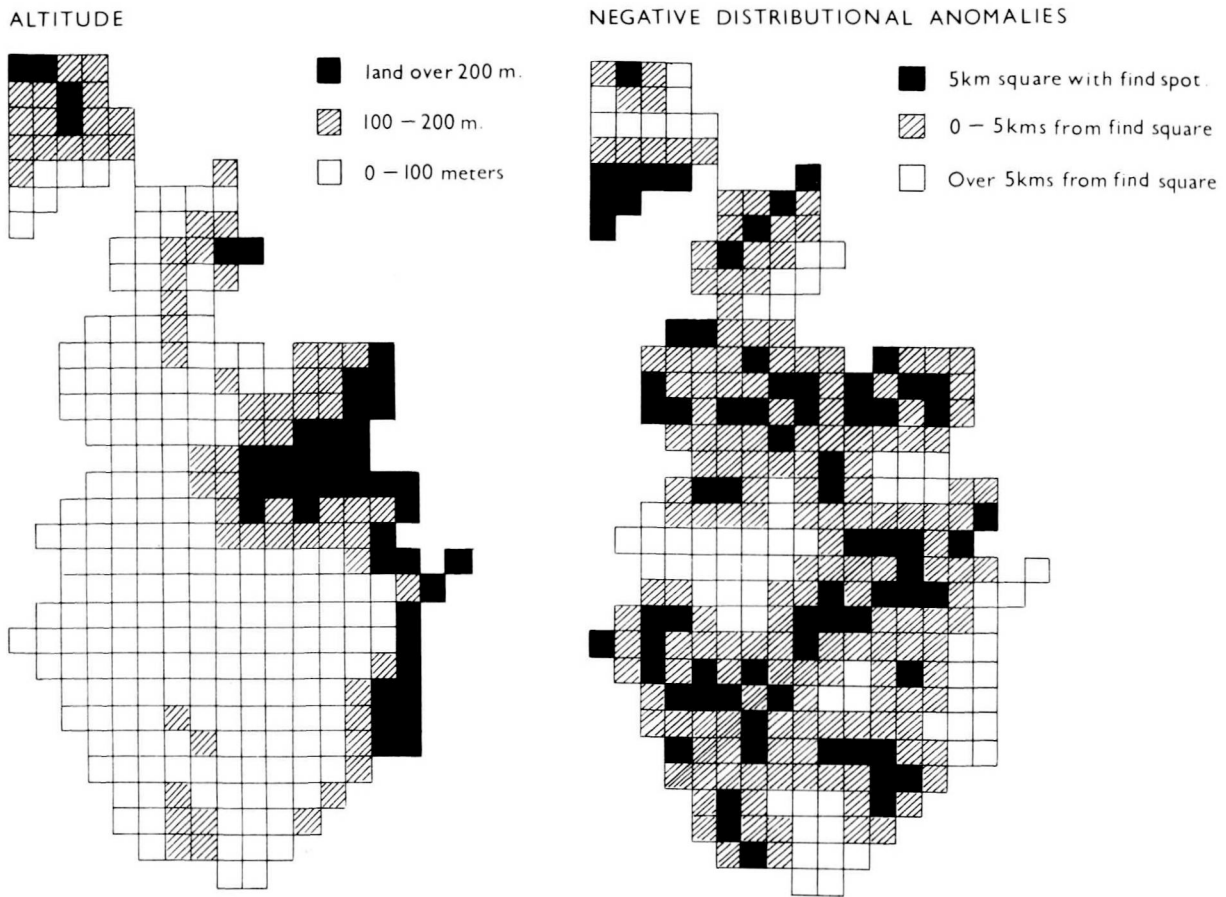 ALTITUDE
land over 200 m.
100 – 200 m.
0 – 100 meters
NEGATIVE DISTRIBUTIONAL ANOMALIES
5km square with find spot.
0 – 5kms from find square
Over 5kms from find square